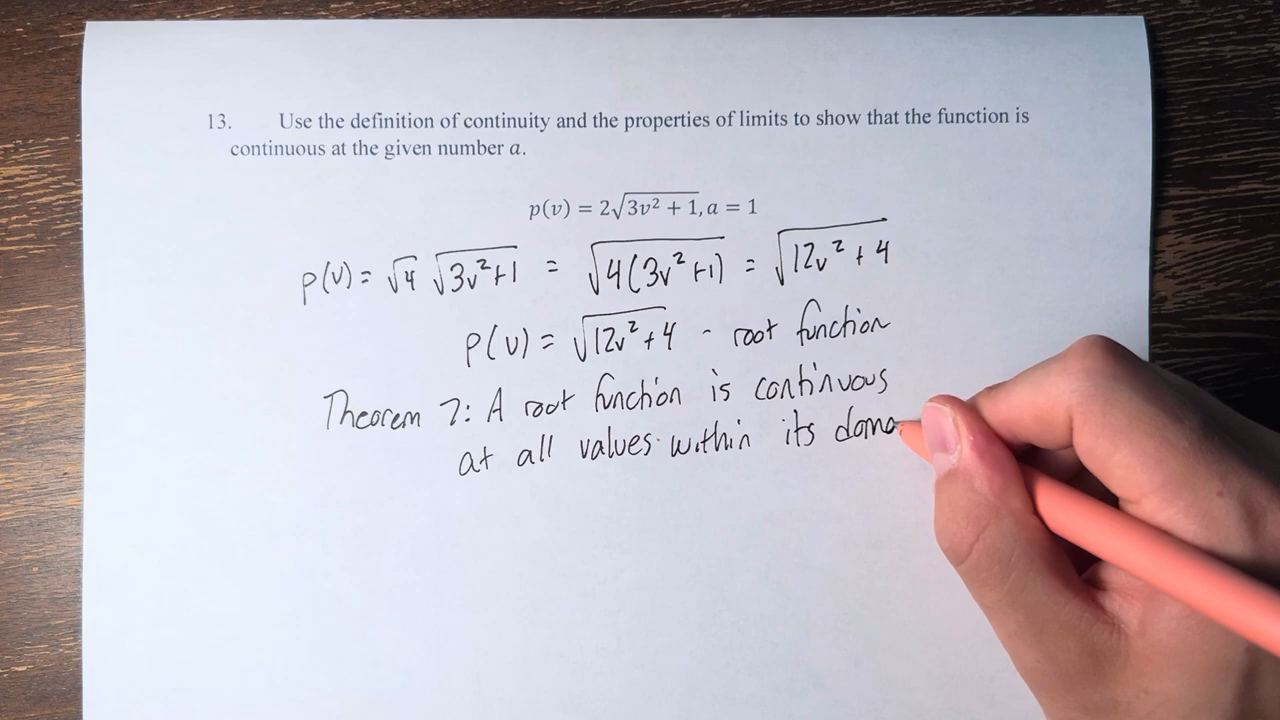 13. Use the definition of continuity and the properties of limits to show that the function is
continuous at the given number a.
p(v) = 2√(3v² + 1), a = 1
p(v) = √4 √(3v²+1) = √(4(3v²+1)) = √(12v²+4)
p(v) = √(12v²+4) - root function
Theorem 7: A root function is continuous
at all values within its doma